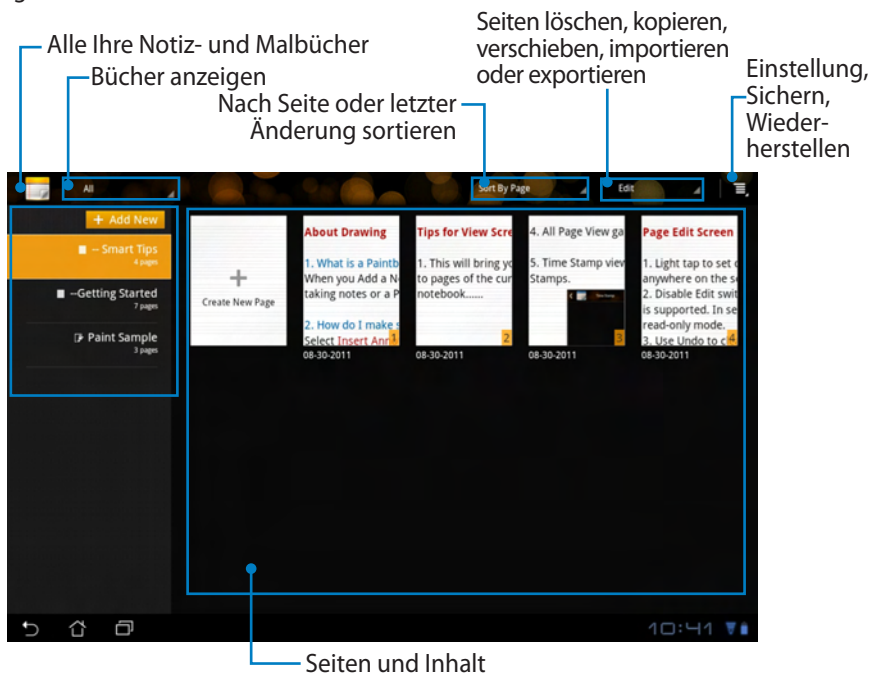 Alle Ihre Notiz- und Malbücher
Bücher anzeigen
Nach Seite oder letzter
Änderung sortieren
Seiten löschen, kopieren,
verschieben, importieren
oder exportieren
Einstellung,
Sichern,
Wieder-
herstellen
All
Sort By Page
Edit
+ Add New
-- Smart Tips
4 pages
--Getting Started
7 pages
Paint Sample
3 pages
Create New Page
About Drawing
1. What is a Paintb
When you Add a N
taking notes or a P
2. How do I make s
Select Insert Ann
1
08-30-2011
Tips for View Scre
1. This will bring yo
to pages of the cur
notebook......
2
08-30-2011
4. All Page View ga
5. Time Stamp view
Stamps.
3
08-30-2011
Page Edit Screen
1. Light tap to set c
anywhere on the s
2. Disable Edit swit
is supported. In se
read-only mode.
3. Use Undo to c
4
08-30-2011
10:41
Seiten und Inhalt